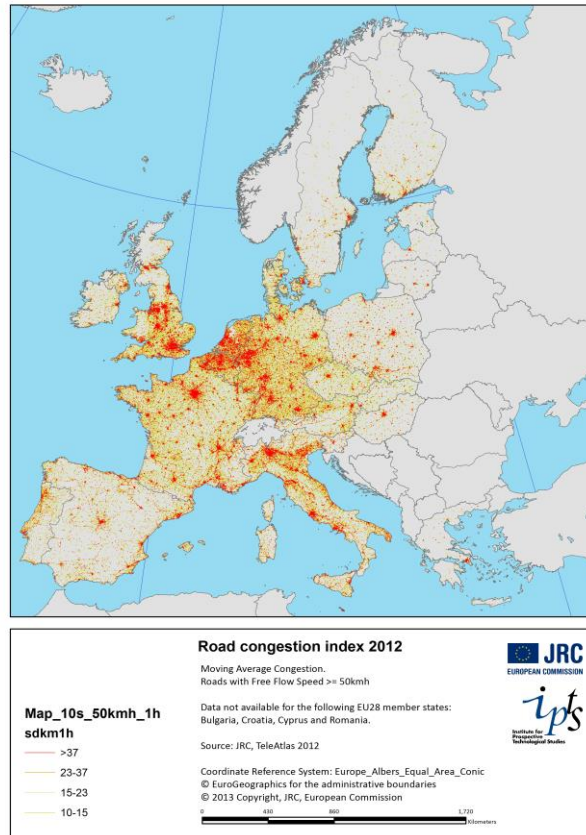 Road congestion index 2012
Moving Average Congestion.
Roads with Free Flow Speed >= 50kmh
Data not available for the following EU28 member states:
Bulgaria, Croatia, Cyprus and Romania.
Source: JRC, TeleAtlas 2012
Coordinate Reference System: Europe_Albers_Equal_Area_Conic
© EuroGeographics for the administrative boundaries
© 2013 Copyright, JRC, European Commission
0 430 860 1,720
Kilometers
Map_10s_50kmh_1h
sdkm1h
>37
23-37
15-23
10-15
JRC
EUROPEAN COMMISSION
ipts
Institute for
Prospective
Technological Studies